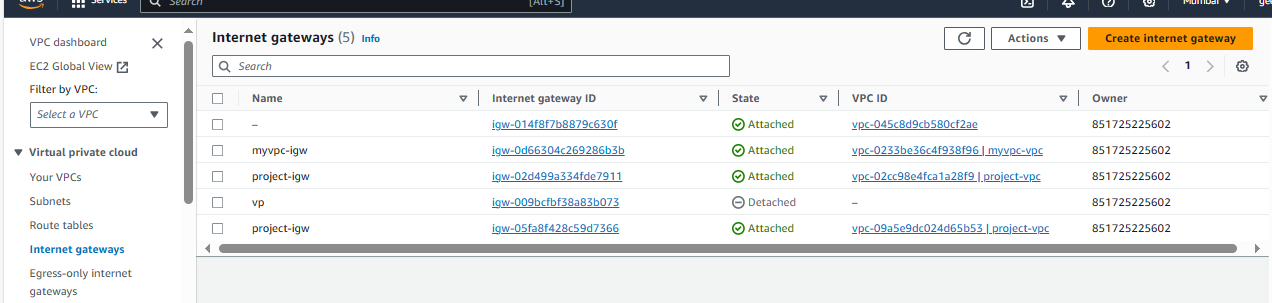 aws Services Search [Alt+S] Mumbai
VPC dashboard
EC2 Global View
Filter by VPC:
Select a VPC
Virtual private cloud
Your VPCs
Subnets
Route tables
Internet gateways
Egress-only internet
gateways
Internet gateways (5) Info
Actions
Create internet gateway
Search
1
Name Internet gateway ID State VPC ID Owner
– igw-014f8f7b8879c630f Attached vpc-045c8d9cb580cf2ae 851725225602
myvpc-igw igw-0d66304c269286b3b Attached vpc-0233be36c4f938f96 | myvpc-vpc 851725225602
project-igw igw-02d499a334fde7911 Attached vpc-02cc98e4fca1a28f9 | project-vpc 851725225602
vp igw-009bcfbf38a83b073 Detached – 851725225602
project-igw igw-05fa8f428c59d7366 Attached vpc-09a5e9dc024d65b53 | project-vpc 851725225602